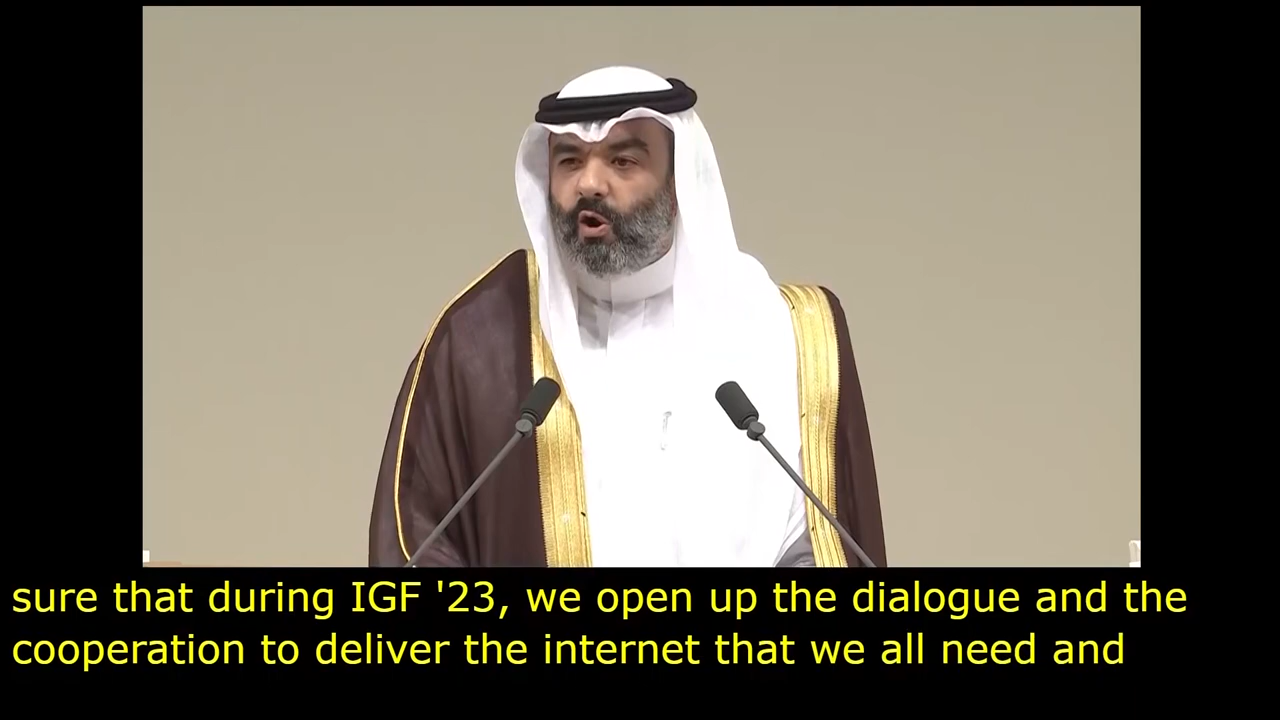 sure that during IGF '23, we open up the dialogue and the
cooperation to deliver the internet that we all need and